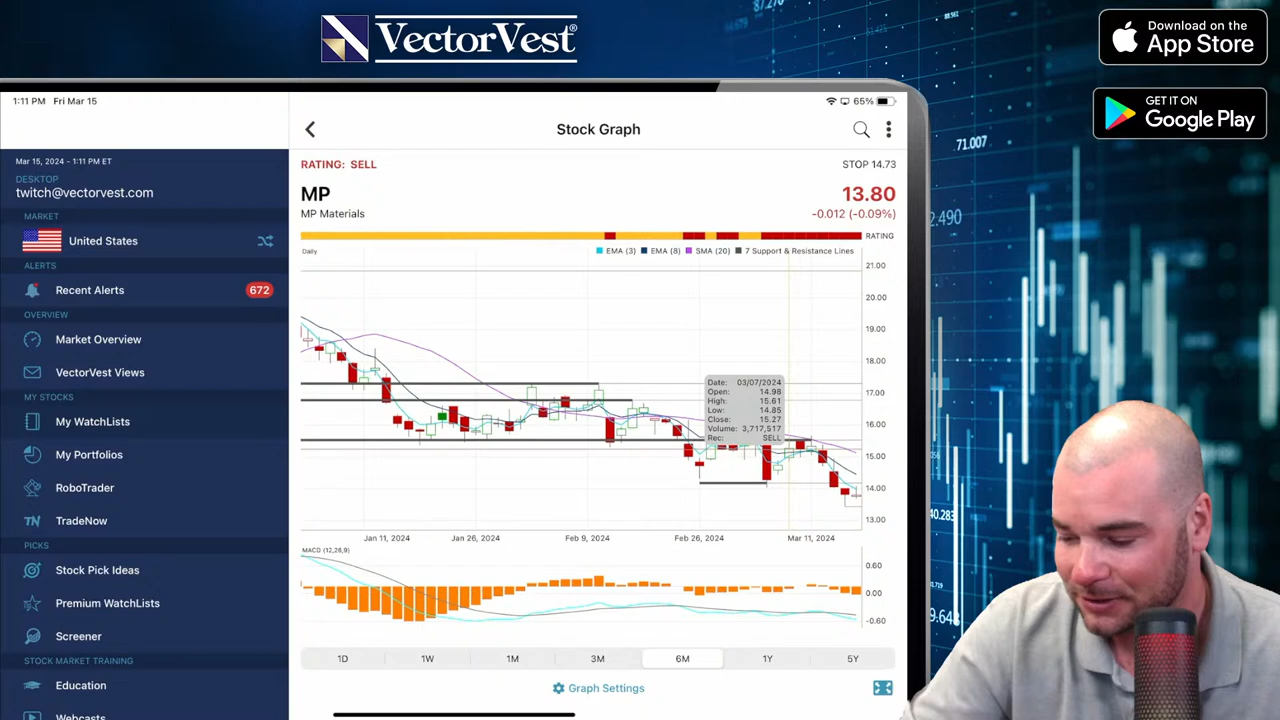 VectorVest®
Download on the
App Store
GET IT ON
Google Play
1:11 PM Fri Mar 15
65%
Mar 15, 2024 - 1:11 PM ET
DESKTOP
twitch@vectorvest.com
MARKET
United States
ALERTS
Recent Alerts
672
OVERVIEW
Market Overview
VectorVest Views
MY STOCKS
My WatchLists
My Portfolios
RoboTrader
TN TradeNow
PICKS
Stock Pick Ideas
Premium WatchLists
Screener
STOCK MARKET TRAINING
Education
Webcasts
Stock Graph
RATING: SELL
STOP 14.73
MP
13.80
MP Materials
-0.012 (-0.09%)
RATING
Daily
EMA (3) EMA (8) SMA (20) 7 Support & Resistance Lines
21.00
20.00
19.00
18.00
17.00
16.00
15.00
14.00
13.00
Date: 03/07/2024
Open: 14.98
High: 15.61
Low: 14.85
Close: 15.27
Volume: 3,717,517
Rec: SELL
Jan 11, 2024 Jan 26, 2024 Feb 9, 2024 Feb 26, 2024 Mar 11, 2024
MACD (12,26,9)
0.60
0.00
-0.60
1D 1W 1M 3M 6M 1Y 5Y
Graph Settings
71.007
2.490
40.283
9.648